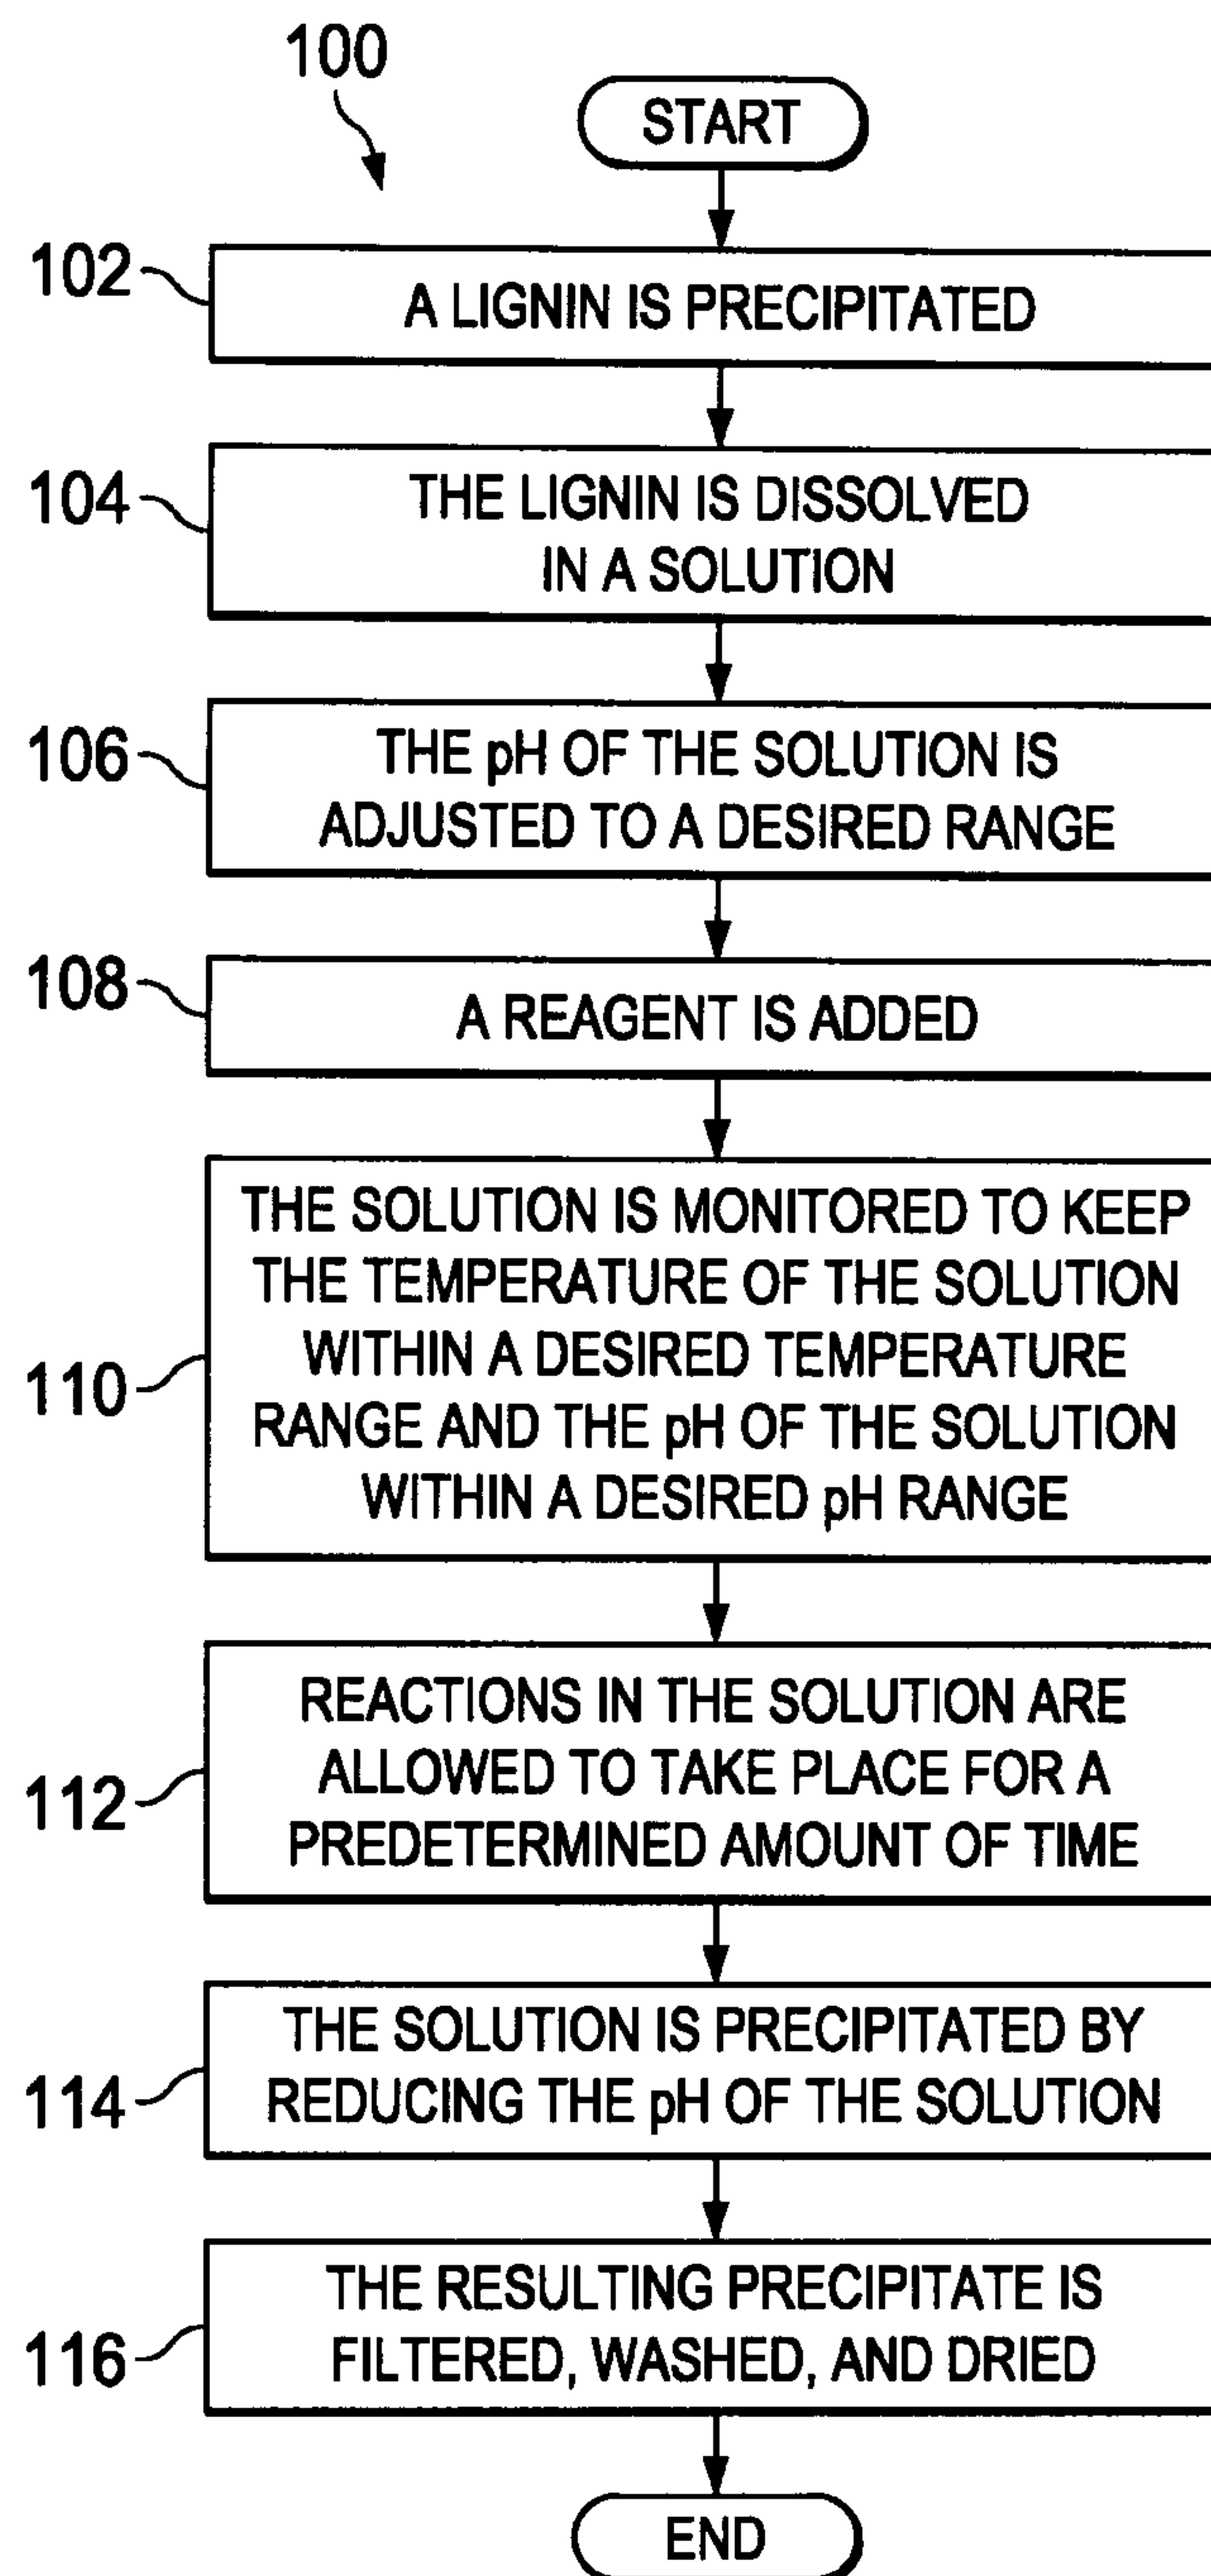 100
START
102
A LIGNIN IS PRECIPITATED
104
THE LIGNIN IS DISSOLVED
IN A SOLUTION
106
THE pH OF THE SOLUTION IS
ADJUSTED TO A DESIRED RANGE
108
A REAGENT IS ADDED
110
THE SOLUTION IS MONITORED TO KEEP
THE TEMPERATURE OF THE SOLUTION
WITHIN A DESIRED TEMPERATURE
RANGE AND THE pH OF THE SOLUTION
WITHIN A DESIRED pH RANGE
112
REACTIONS IN THE SOLUTION ARE
ALLOWED TO TAKE PLACE FOR A
PREDETERMINED AMOUNT OF TIME
114
THE SOLUTION IS PRECIPITATED BY
REDUCING THE pH OF THE SOLUTION
116
THE RESULTING PRECIPITATE IS
FILTERED, WASHED, AND DRIED
END